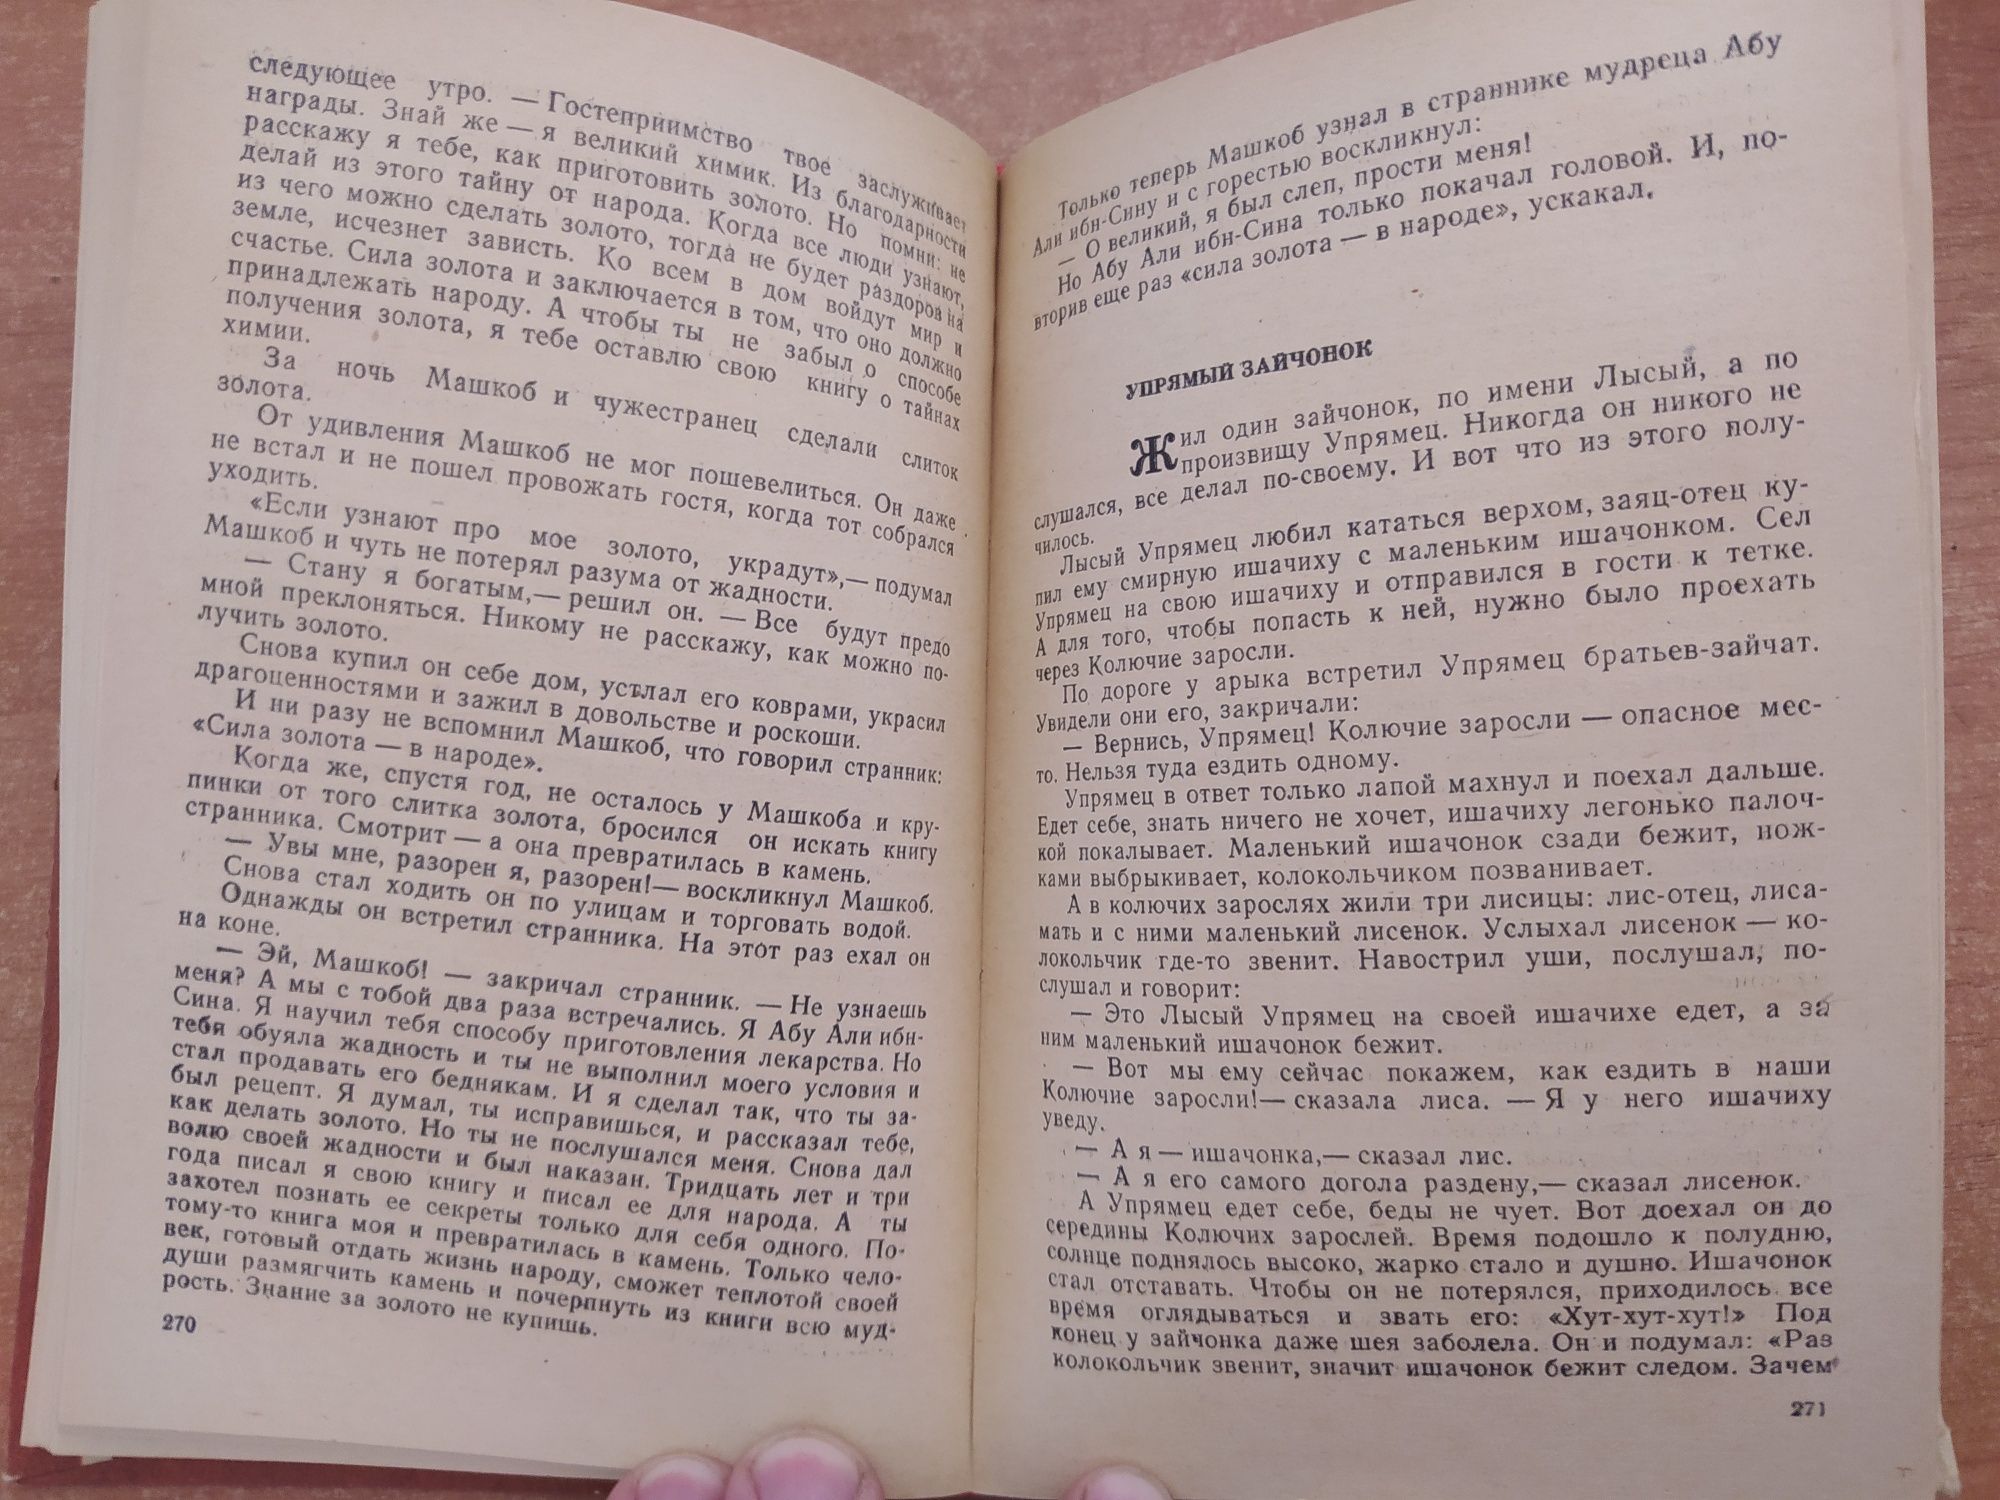 следующее утро. — Гостеприимство твое заслуживает
награды. Знай же — я великий химик. Из благодарности
расскажу я тебе, как приготовить золото. Но помни: не
делай из этого тайну от народа. Когда все люди узнают,
из чего можно сделать золото, тогда не будет раздоров на
земле, исчезнет зависть. Ко всем в дом войдут мир и
счастье. Сила золота и заключается в том, что оно должно
принадлежать народу. А чтобы ты не забыл о способе
получения золота, я тебе оставлю свою книгу о тайнах
химии.
За ночь Машкоб и чужестранец сделали слиток
золота.
От удивления Машкоб не мог пошевелиться. Он даже
не встал и не пошел провожать гостя, когда тот собрался
уходить.
«Если узнают про мое золото, украдут»,— подумал
Машкоб и чуть не потерял разума от жадности.
— Стану я богатым,— решил он. — Все будут предо
мной преклоняться. Никому не расскажу, как можно по-
лучить золото.
Снова купил он себе дом, устлал его коврами, украсил
драгоценностями и зажил в довольстве и роскоши.
И ни разу не вспомнил Машкоб, что говорил странник:
«Сила золота — в народе».
Когда же, спустя год, не осталось у Машкоба и кру-
пинки от того слитка золота, бросился он искать книгу
странника. Смотрит — а она превратилась в камень.
— Увы мне, разорен я, разорен!— воскликнул Машкоб.
Снова стал ходить он по улицам и торговать водой.
Однажды он встретил странника. На этот раз ехал он
на коне.
— Эй, Машкоб! — закричал странник. — Не узнаешь
меня? А мы с тобой два раза встречались. Я Абу Али ибн-
Сина. Я научил тебя способу приготовления лекарства. Но
тебя обуяла жадность и ты не выполнил моего условия и
стал продавать его беднякам. И я сделал так, что ты за-
был рецепт. Я думал, ты исправишься, и рассказал тебе,
как делать золото. Но ты не послушался меня. Снова дал
волю своей жадности и был наказан. Тридцать лет и три
года писал я свою книгу и писал ее для народа. А ты
захотел познать ее секреты только для себя одного. По-
тому-то книга моя и превратилась в камень. Только чело-
век, готовый отдать жизнь народу, сможет теплотой своей
души размягчить камень и почерпнуть из книги всю муд-
рость. Знание за золото не купишь.
270
Только теперь Машкоб узнал в страннике мудреца Абу
Али ибн-Сину и с горестью воскликнул:
— О великий, я был слеп, прости меня!
Но Абу Али ибн-Сина только покачал головой. И, по-
вторив еще раз «сила золота — в народе», ускакал.
УПРЯМЫЙ ЗАЙЧОНОК
Жил один зайчонок, по имени Лысый, а по
произвищу Упрямец. Никогда он никого не
слушался, все делал по-своему. И вот что из этого полу-
чилось.
Лысый Упрямец любил кататься верхом, заяц-отец ку-
пил ему смирную ишачиху с маленьким ишачонком. Сел
Упрямец на свою ишачиху и отправился в гости к тетке.
А для того, чтобы попасть к ней, нужно было проехать
через Колючие заросли.
По дороге у арыка встретил Упрямец братьев-зайчат.
Увидели они его, закричали:
— Вернись, Упрямец! Колючие заросли — опасное мес-
то. Нельзя туда ездить одному.
Упрямец в ответ только лапой махнул и поехал дальше.
Едет себе, знать ничего не хочет, ишачиху легонько палоч-
кой покалывает. Маленький ишачонок сзади бежит, нож-
ками выбрыкивает, колокольчиком позванивает.
А в колючих зарослях жили три лисицы: лис-отец, лиса-
мать и с ними маленький лисенок. Услыхал лисенок — ко-
локольчик где-то звенит. Навострил уши, послушал, по-
слушал и говорит:
— Это Лысый Упрямец на своей ишачихе едет, а за
ним маленький ишачонок бежит.
— Вот мы ему сейчас покажем, как ездить в наши
Колючие заросли!— сказала лиса. — Я у него ишачиху
уведу.
— А я — ишачонка,— сказал лис.
— А я его самого догола раздену,— сказал лисенок.
А Упрямец едет себе, беды не чует. Вот доехал он до
середины Колючих зарослей. Время подошло к полудню,
солнце поднялось высоко, жарко стало и душно. Ишачонок
стал отставать. Чтобы он не потерялся, приходилось все
время оглядываться и звать его: «Хут-хут-хут!» Под
конец у зайчонка даже шея заболела. Он и подумал: «Раз
колокольчик звенит, значит ишачонок бежит следом. Зачем
271